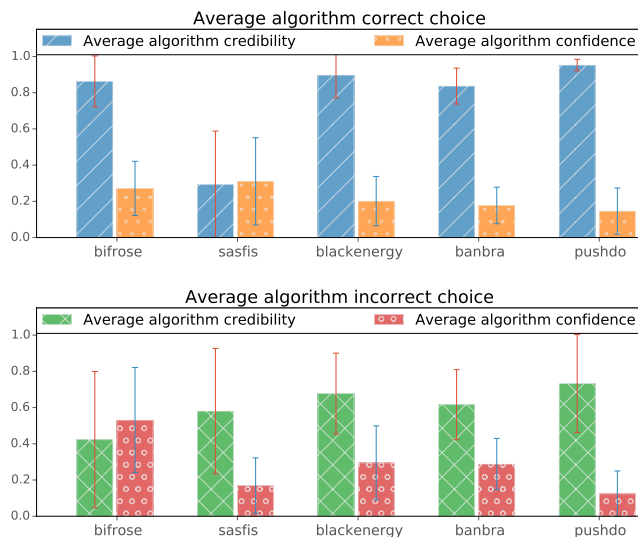 Average algorithm correct choice
Average algorithm credibility Average algorithm confidence
1.0
0.8
0.6
0.4
0.2
0.0
bifrose sasfis blackenergy banbra pushdo
Average algorithm incorrect choice
Average algorithm credibility Average algorithm confidence
1.0
0.8
0.6
0.4
0.2
0.0
bifrose sasfis blackenergy banbra pushdo